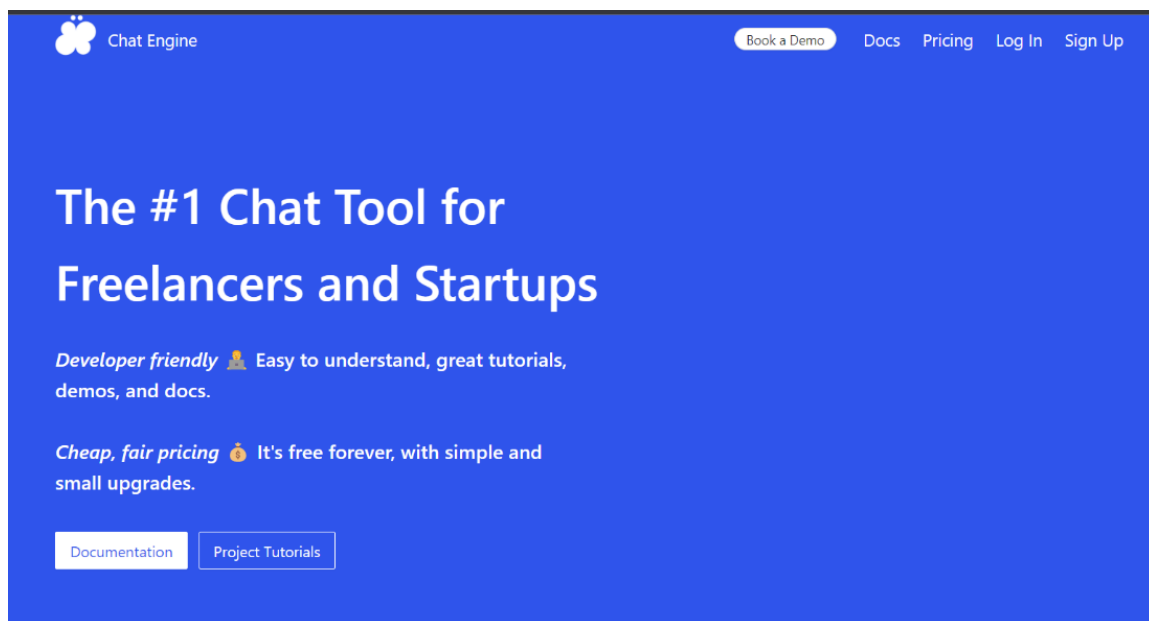 Chat Engine
Book a Demo
Docs
Pricing
Log In
Sign Up
The #1 Chat Tool for
Freelancers and Startups
Developer friendly 🧑‍💻 Easy to understand, great tutorials,
demos, and docs.
Cheap, fair pricing 💰 It's free forever, with simple and
small upgrades.
Documentation
Project Tutorials